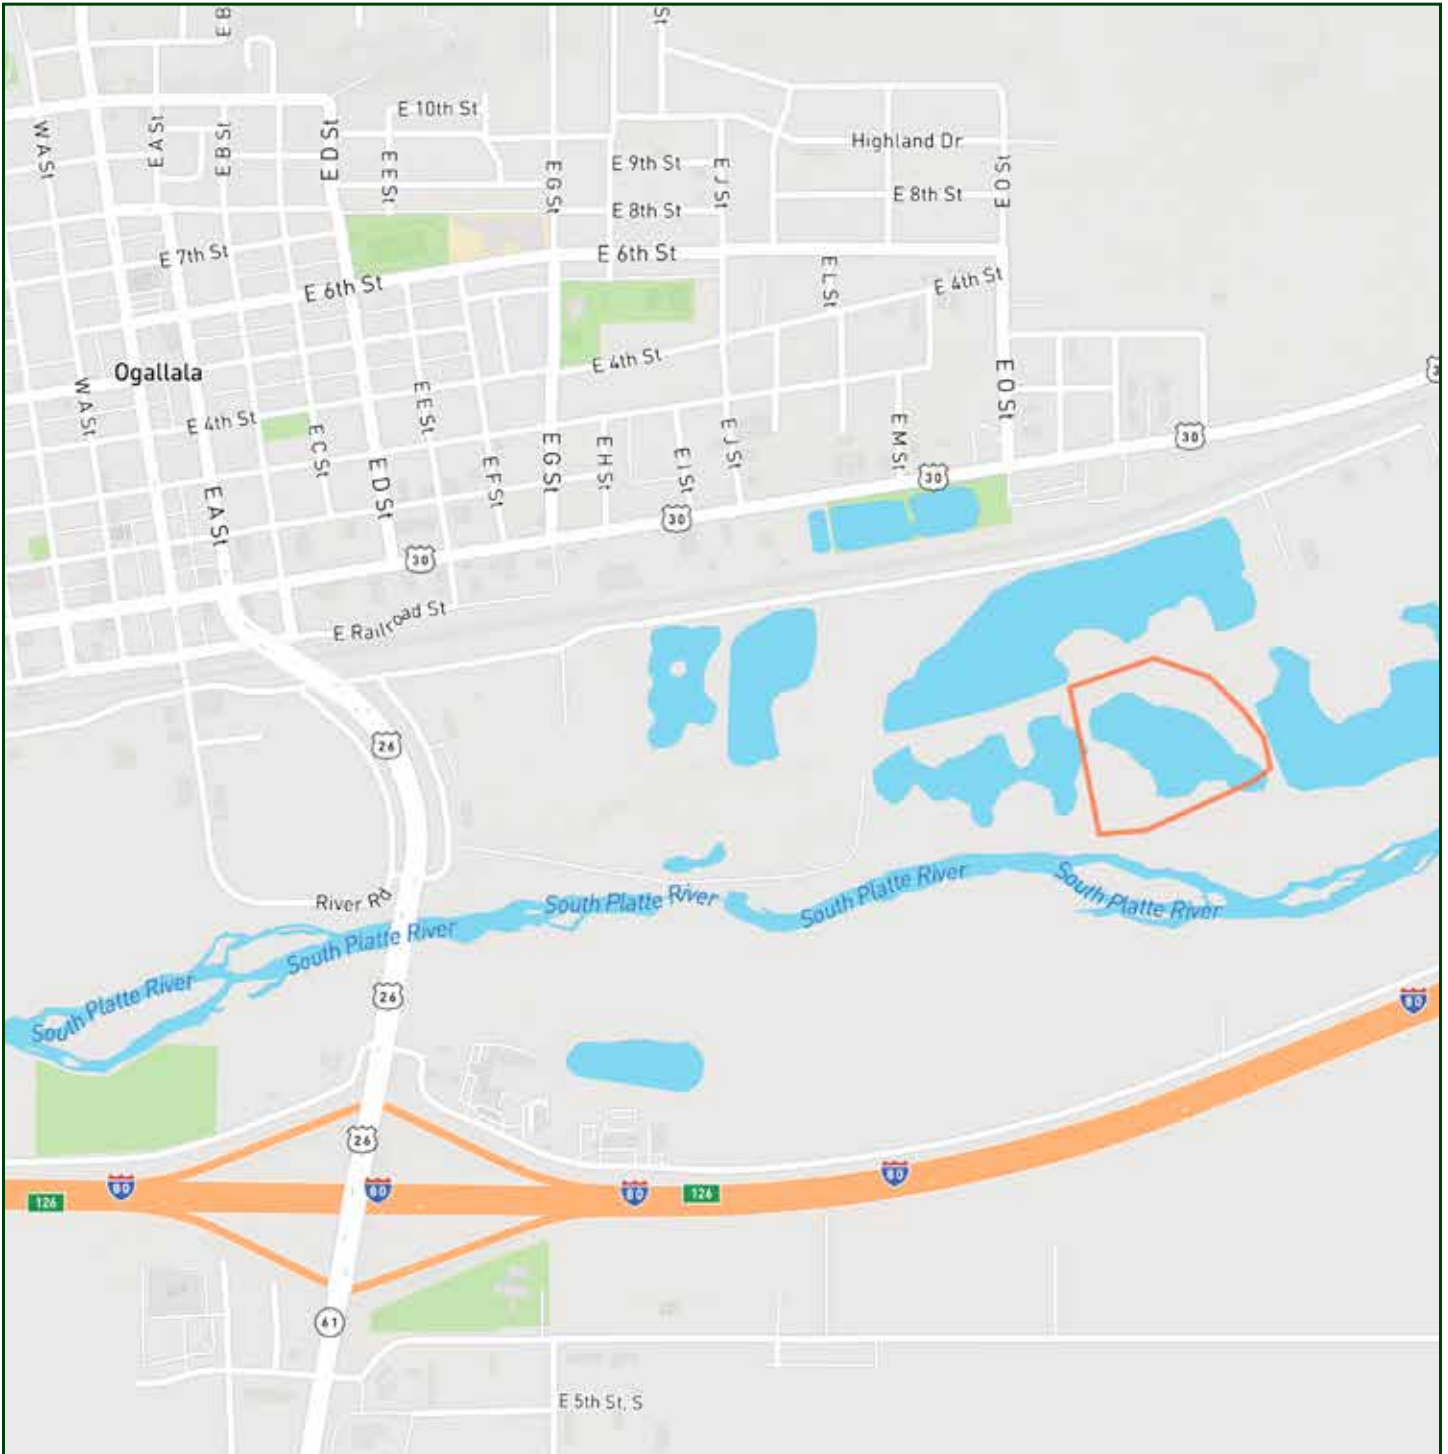 E B
St
E 10th St
W A St
E A St
E B St
E D St
E E St
Highland Dr
E 9th St
E G St
E J St
E O St
E 8th St
E 8th St
E 7th St
E 6th St
E 6th St
E L St
E 4th St
Ogallala
E 4th St
W A St
E E St
E O St
E 4th St
E C St
E D St
E F St
E G St
E H St
E I St
E J St
E M St
30
30
30
30
E A St
E Railroad St
26
River Rd
South Platte River
South Platte River
South Platte River
South Platte River
South Platte River
26
80
26
80
80
80
80
126
126
61
E 5th St, S